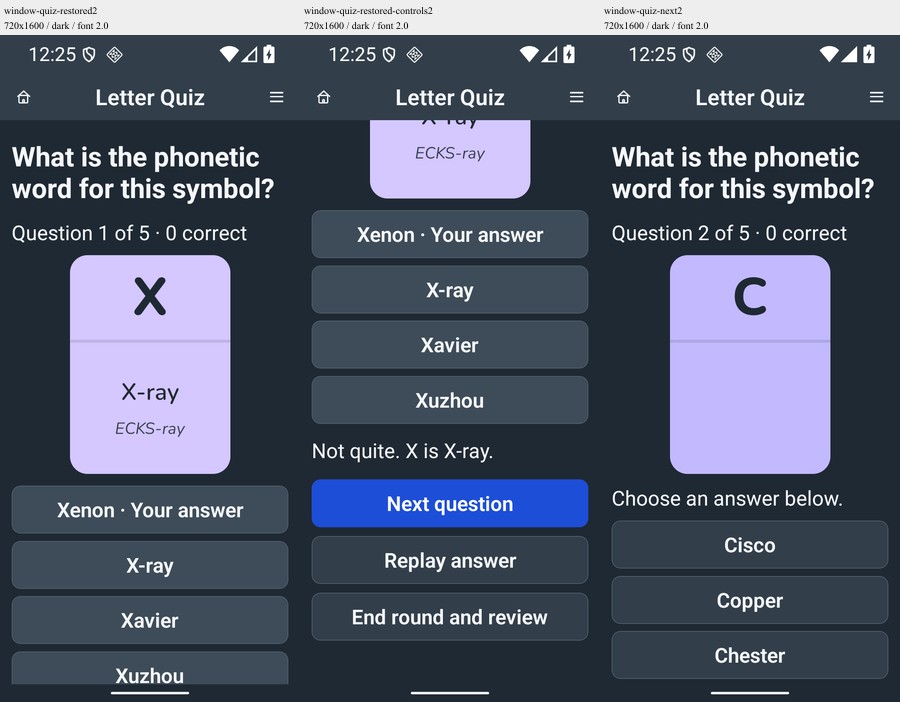 window-quiz-restored2
720x1600 / dark / font 2.0
12:25
Letter Quiz
What is the phonetic
word for this symbol?
Question 1 of 5 · 0 correct
X
X-ray
ECKS-ray
Xenon · Your answer
X-ray
Xavier
Xuzhou
window-quiz-restored-controls2
720x1600 / dark / font 2.0
12:25
Letter Quiz
X-ray
ECKS-ray
Xenon · Your answer
X-ray
Xavier
Xuzhou
Not quite. X is X-ray.
Next question
Replay answer
End round and review
window-quiz-next2
720x1600 / dark / font 2.0
12:25
Letter Quiz
What is the phonetic
word for this symbol?
Question 2 of 5 · 0 correct
C
Choose an answer below.
Cisco
Copper
Chester